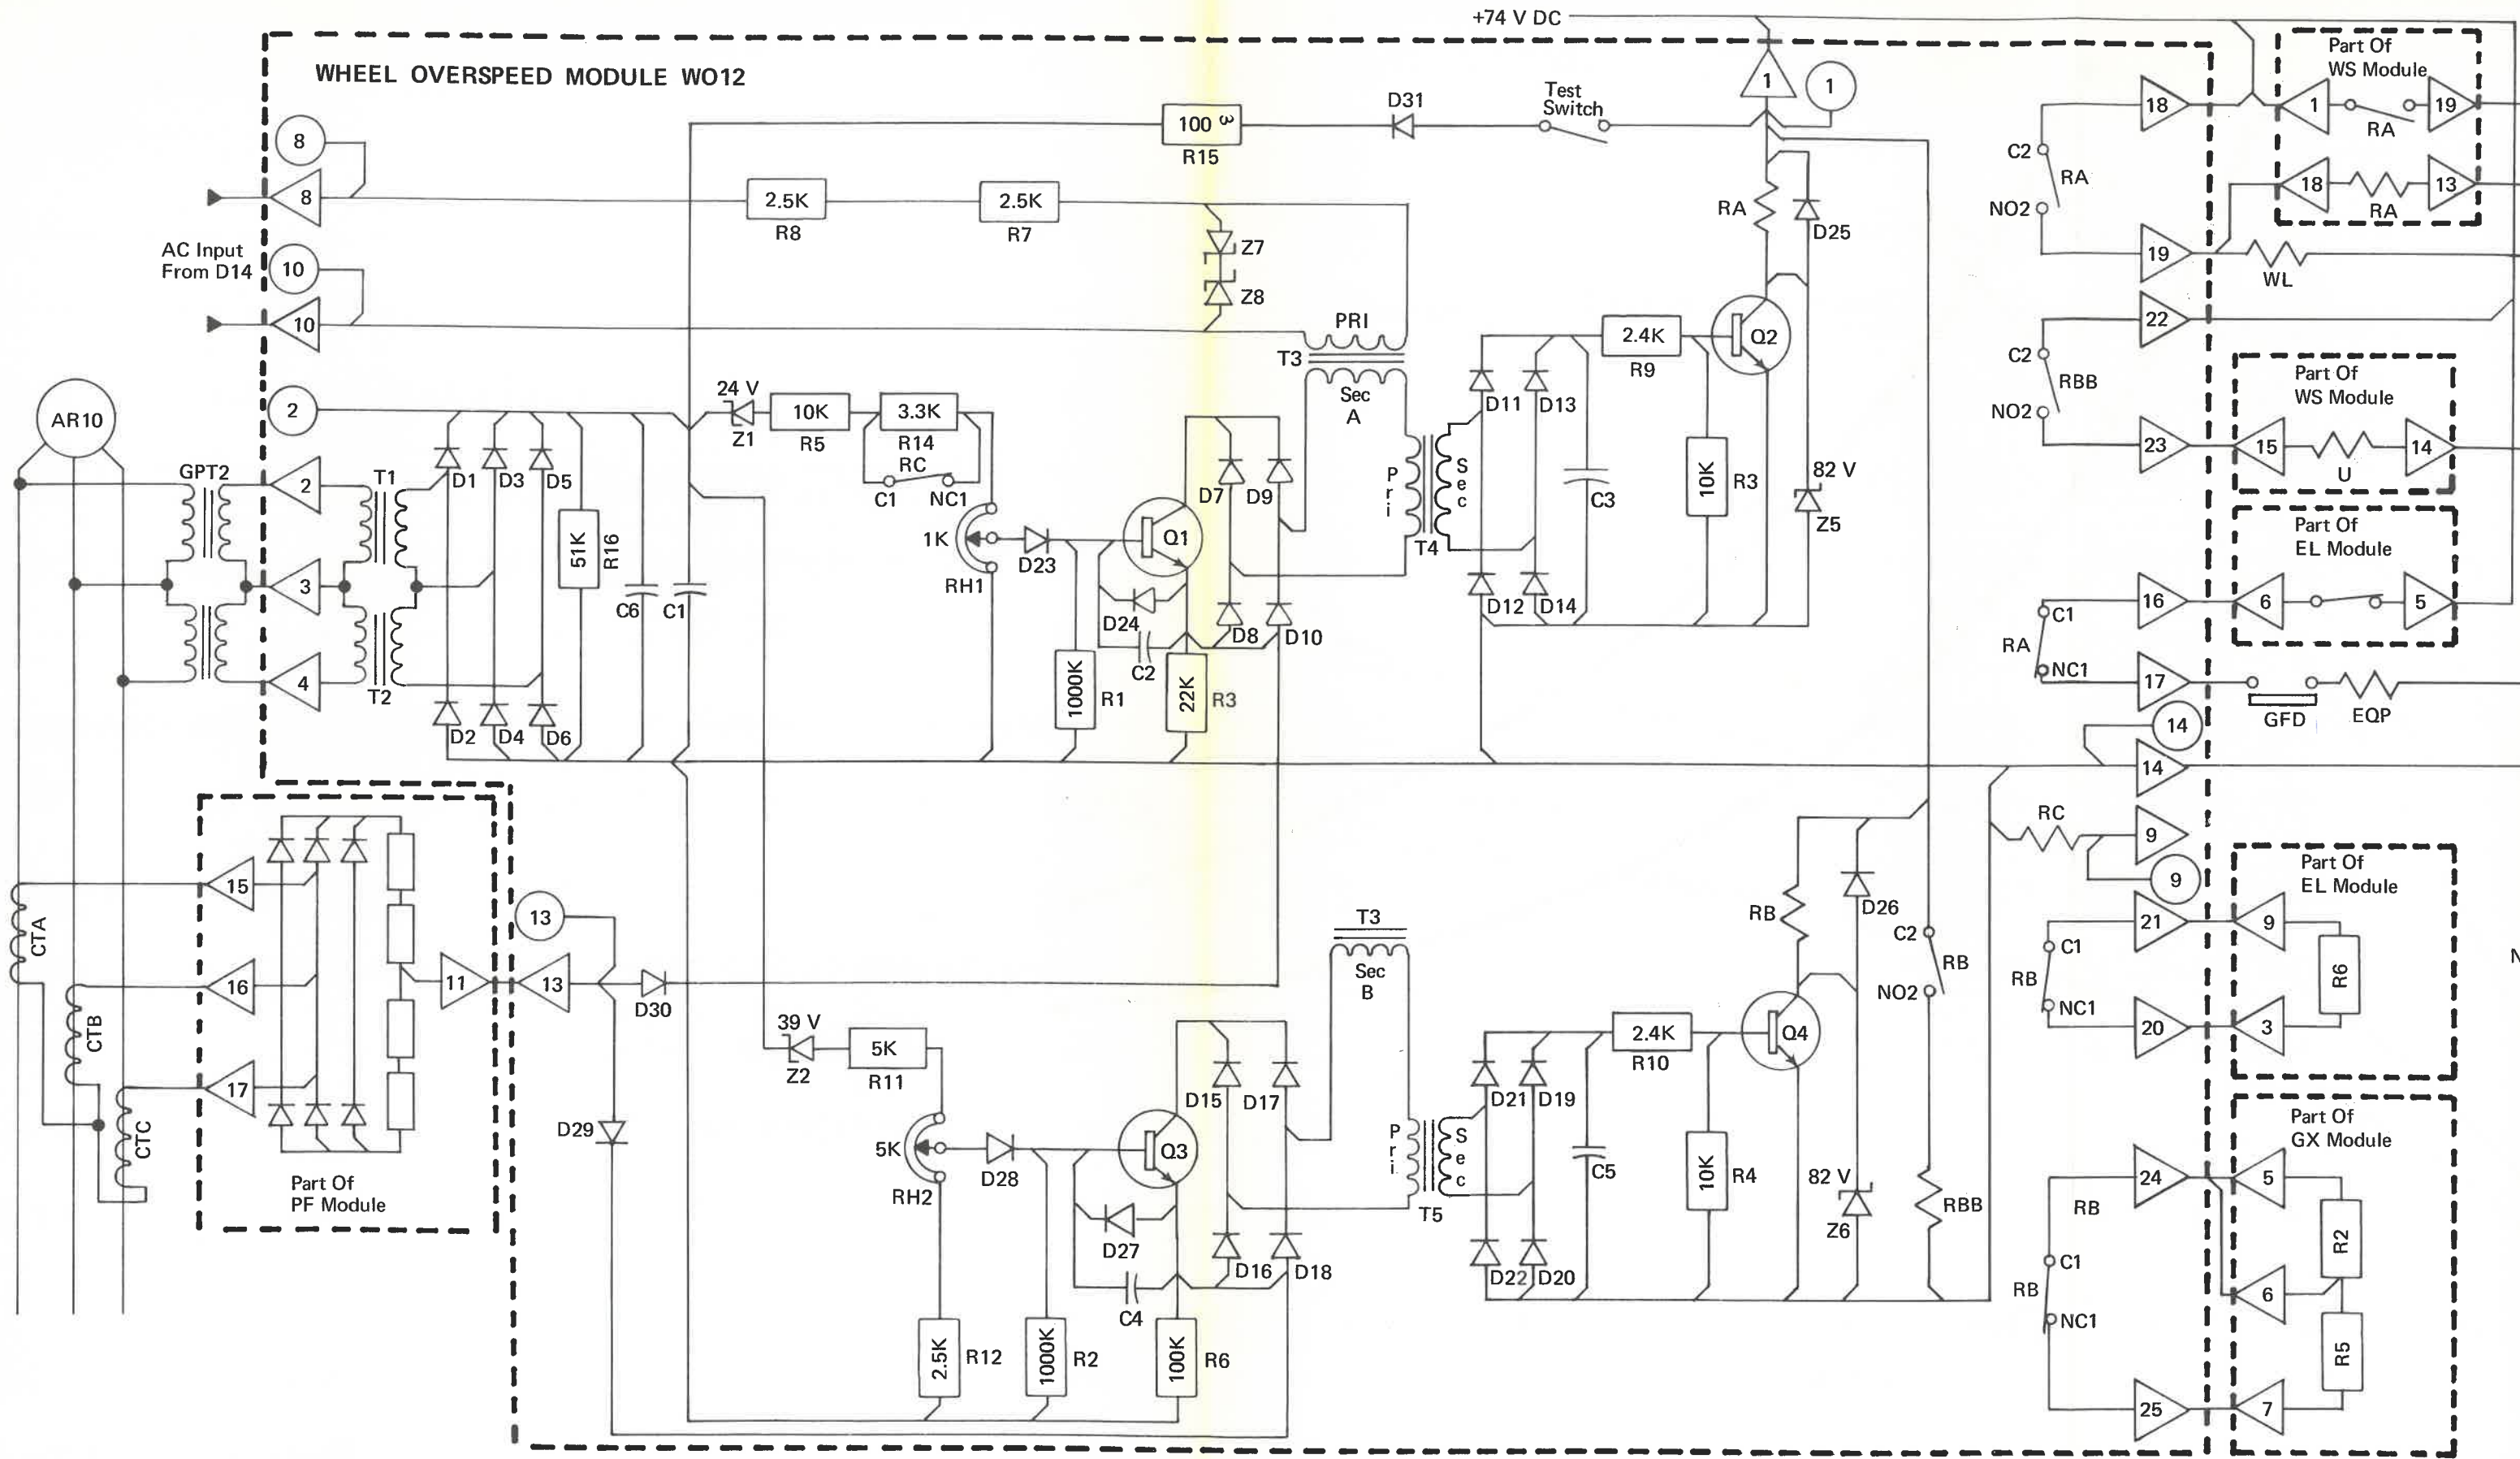 +74 V DC
WHEEL OVERSPEED MODULE WO12
Part Of
WS Module
1
1
18
1
19
RA
8
Test
Switch
D31
100 3
R15
C2
RA
NO2
18
13
RA
8
2.5K
R8
2.5K
R7
RA
D25
AC Input
From D14
10
10
Z7
Z8
19
WL
22
PRI
T3
Sec
A
2.4K
R9
Q2
C2
RBB
NO2
Part Of
WS Module
AR10
2
24 V
Z1
10K
R5
3.3K
R14
RC
C1
NC1
D11
D13
23
15
14
U
GPT2
2
T1
D1
D3
D5
51K
R16
D7
D9
Pri
Sec
T4
C3
10K
R3
82 V
Z5
Part Of
EL Module
1K
RH1
D23
Q1
3
C6
C1
D24
C2
D8
D10
D12
D14
C1
RA
NC1
16
6
5
4
T2
D2
D4
D6
1000K
R1
22K
R3
17
GFD
EQP
14
14
RC
9
9
Part Of
EL Module
15
CTA
16
CTB
17
CTC
11
13
13
D30
T3
Sec
B
RB
D26
C2
RB
NO2
21
9
C1
RB
NC1
R6
20
3
N
39 V
Z2
5K
R11
D15
D17
D21
D19
2.4K
R10
Q4
Part Of
GX Module
D29
5K
RH2
D28
Q3
Pri
Sec
T5
C5
10K
R4
82 V
Z6
RBB
24
5
RB
R2
Part Of
PF Module
D27
C4
D16
D18
D22
D20
C1
RB
NC1
6
2.5K
R12
1000K
R2
100K
R6
R5
25
7